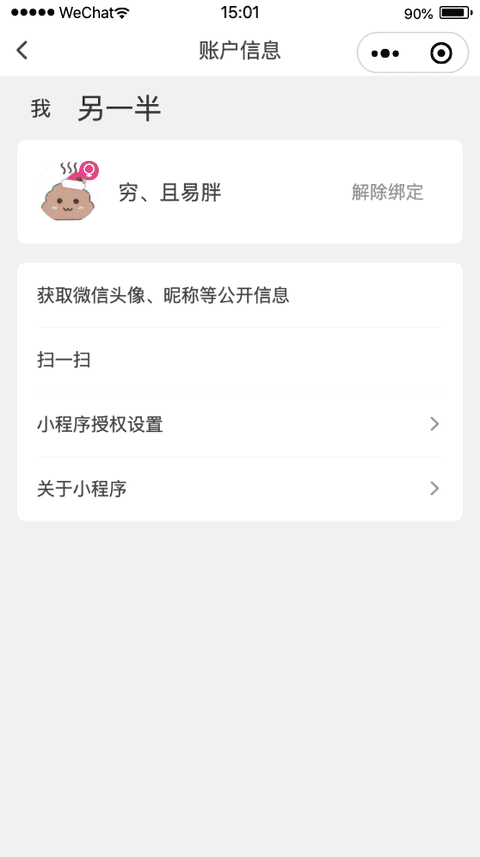 WeChat 15:01 90%
账户信息
我 另一半
穷、且易胖 解除绑定
获取微信头像、昵称等公开信息
扫一扫
小程序授权设置
关于小程序